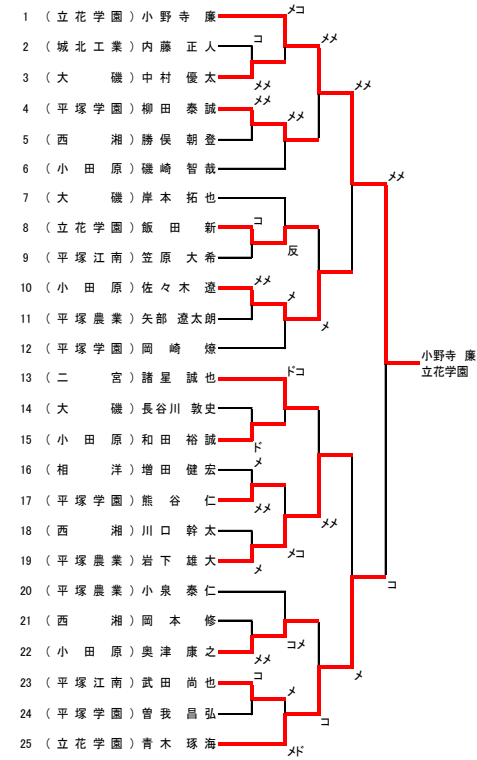 1 （ 立 花 学 園 ）小 野 寺 廉
2 （ 城 北 工 業 ）内 藤 正 人
3 （ 大 磯 ）中 村 優 太
4 （ 平 塚 学 園 ）柳 田 泰 誠
5 （ 西 湘 ）勝 俣 朝 登
6 （ 小 田 原 ）磯 崎 智 哉
7 （ 大 磯 ）岸 本 拓 也
8 （ 立 花 学 園 ）飯 田 新
9 （ 平 塚 江 南 ）笠 原 大 希
10 （ 小 田 原 ）佐 々 木 遼
11 （ 平 塚 農 業 ）矢 部 遼太朗
12 （ 平 塚 学 園 ）岡 崎 燎
13 （ 二 宮 ）諸 星 誠 也
14 （ 大 磯 ）長谷川 敦史
15 （ 小 田 原 ）和 田 裕 誠
16 （ 相 洋 ）増 田 健 宏
17 （ 平 塚 学 園 ）熊 谷 仁
18 （ 西 湘 ）川 口 幹 太
19 （ 平 塚 農 業 ）岩 下 雄 大
20 （ 平 塚 農 業 ）小 泉 泰 仁
21 （ 西 湘 ）岡 本 修
22 （ 小 田 原 ）奥 津 康 之
23 （ 平 塚 江 南 ）武 田 尚 也
24 （ 平 塚 学 園 ）曽 我 昌 弘
25 （ 立 花 学 園 ）青 木 琢 海
コ
メメ
メメ
コ
メメ
ド
メ
メメ
メ
メメ
コ
メコ
メメ
反
メ
ドコ
メコ
コメ
メ
メド
メメ
メ
メメ
コ
メメ
メ
メメ
コ
小野寺 廉
立花学園